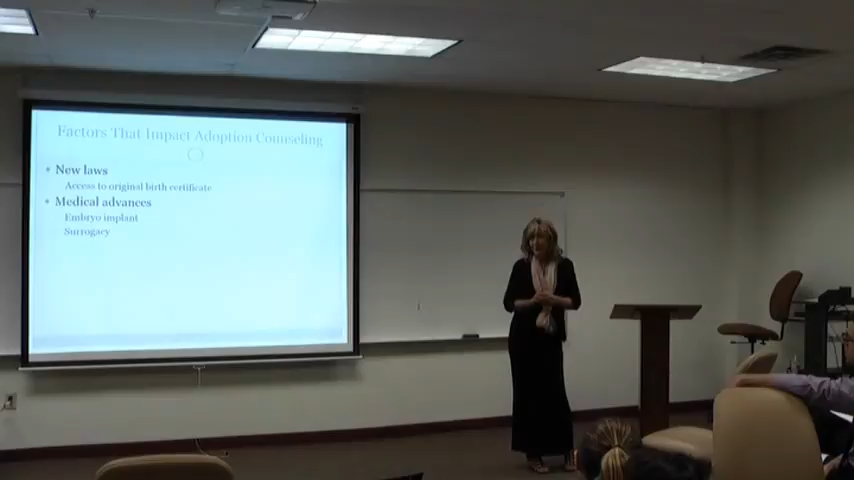 Factors That Impact Adoption Counseling
• New laws
Access to original birth certificate
• Medical advances
Embryo implant
Surrogacy